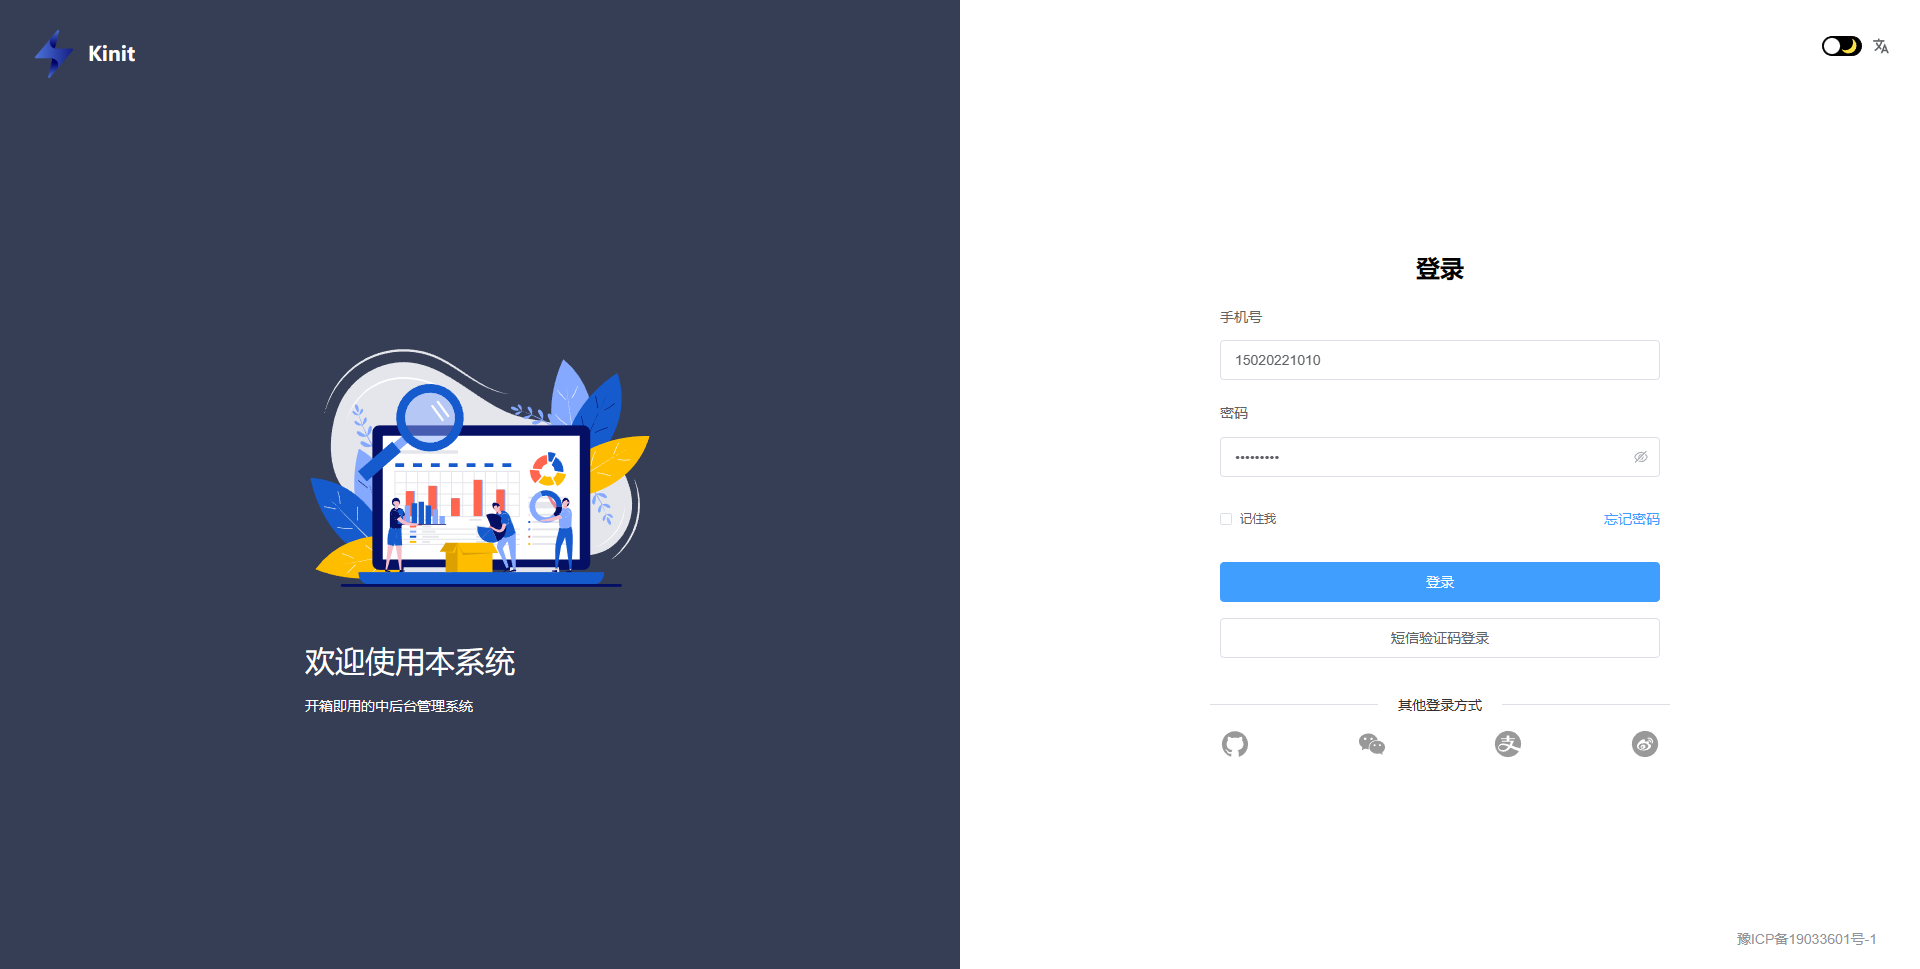 Kinit
欢迎使用本系统
开箱即用的中后台管理系统
登录
手机号
15020221010
密码
•••••••••
记住我
忘记密码
登录
短信验证码登录
其他登录方式
豫ICP备19033601号-1